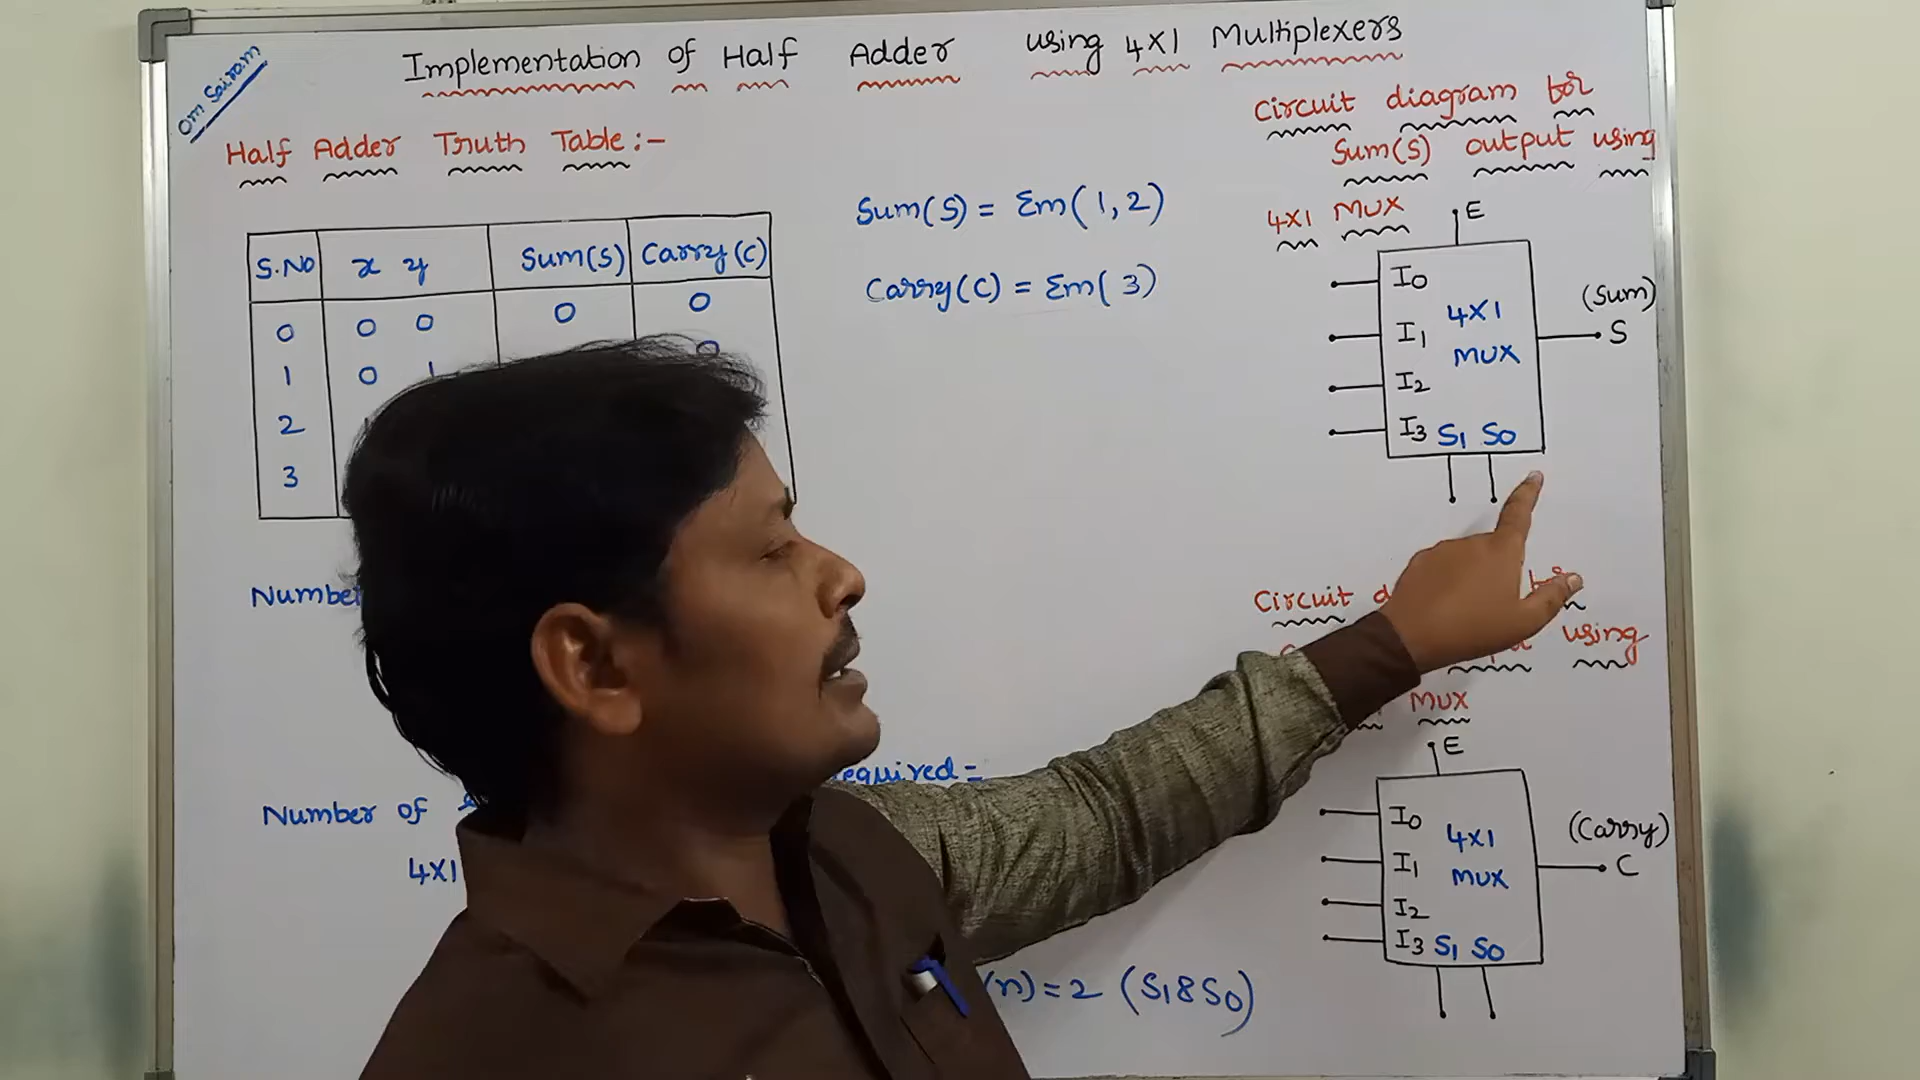 Om Sairam
Implementation of Half Adder using 4X1 Multiplexers
Half Adder Truth Table:-
S.NO x y Sum(S) Carry(C)
0 0 0 0 0
1 0 1 0
2
3
Sum(S) = Σm(1,2)
Carry(C) = Σm(3)
Number
Number of
required =
4X1
(n) = 2 (S1 & S0)
Circuit diagram for
Sum(S) output using
4X1 MUX
E
I0
I1
I2
I3 S1 S0
4X1
MUX
(Sum)
S
Circuit
using
MUX
E
I0
I1
I2
I3 S1 S0
4X1
MUX
(Carry)
C